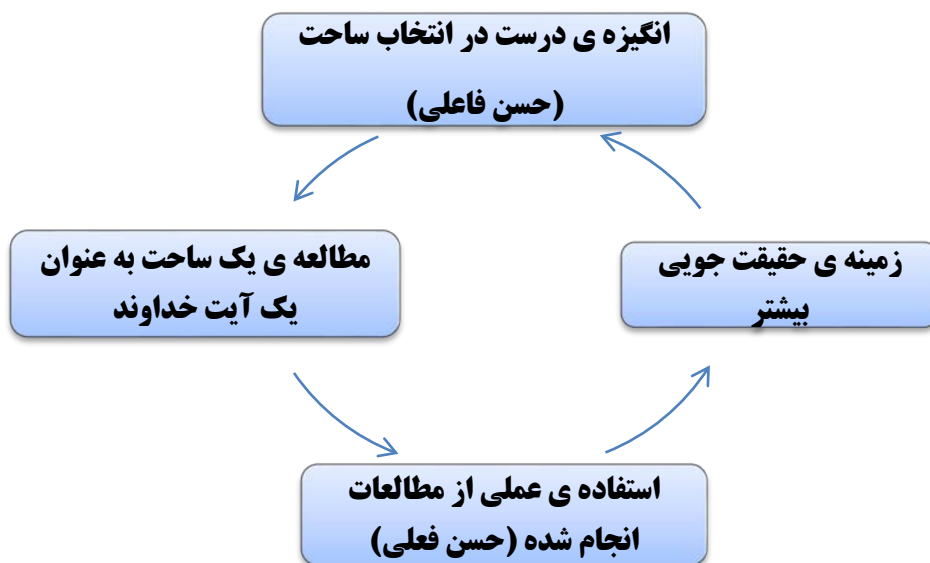 انگیزه ی درست در انتخاب ساحت
(حسن فاعلی)
زمینه ی حقیقت جویی
بیشتر
مطالعه ی یک ساحت به عنوان
یک آیت خداوند
استفاده ی عملی از مطالعات
انجام شده (حسن فعلی)